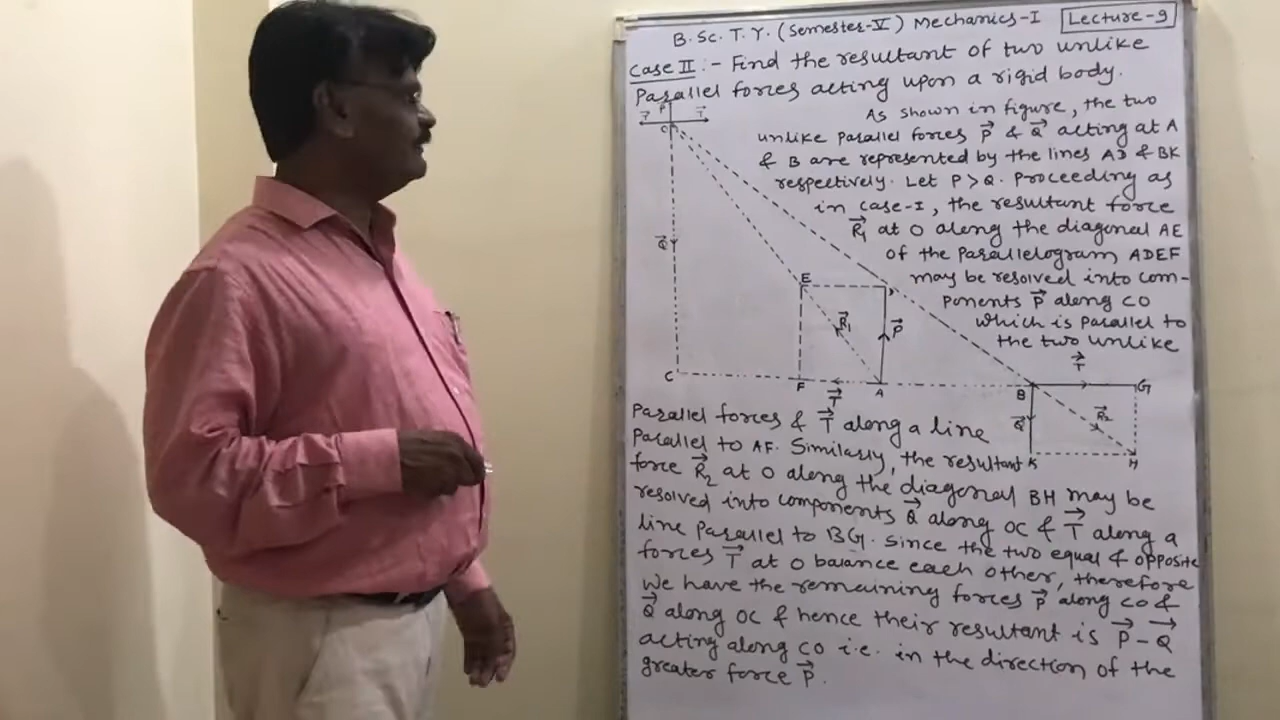 B.Sc. T.Y. (Semester-V) Mechanics-I Lecture-9
Case II :- Find the resultant of two unlike
Parallel forces acting upon a rigid body.
As shown in figure, the two
unlike parallel forces P⃗ & Q⃗ acting at A
& B are represented by the lines AD & BK
respectively. Let P>Q. Proceeding as
in case-I, the resultant force
R⃗₁ at O along the diagonal AE
of the Parallelogram ADEF
may be resolved into com-
ponents P⃗ along CO
which is parallel to
the two unlike
Parallel forces & T⃗ along a line
Parallel to AF. Similarly, the resultant
force R⃗₂ at O along the diagonal BH may be
resolved into components Q⃗ along OC & T⃗ along a
line parallel to BG. Since the two equal & opposite
forces T⃗ at O balance each other, therefore
we have the remaining forces P⃗ along CO &
Q⃗ along OC & hence their resultant is P⃗ - Q⃗
acting along CO i.e. in the direction of the
greater force P⃗.
T⃗ P T⃗
O
Q⃗
E
R⃗₁ P⃗
C F A B G
T⃗
T⃗
Q⃗ R⃗₂
K H